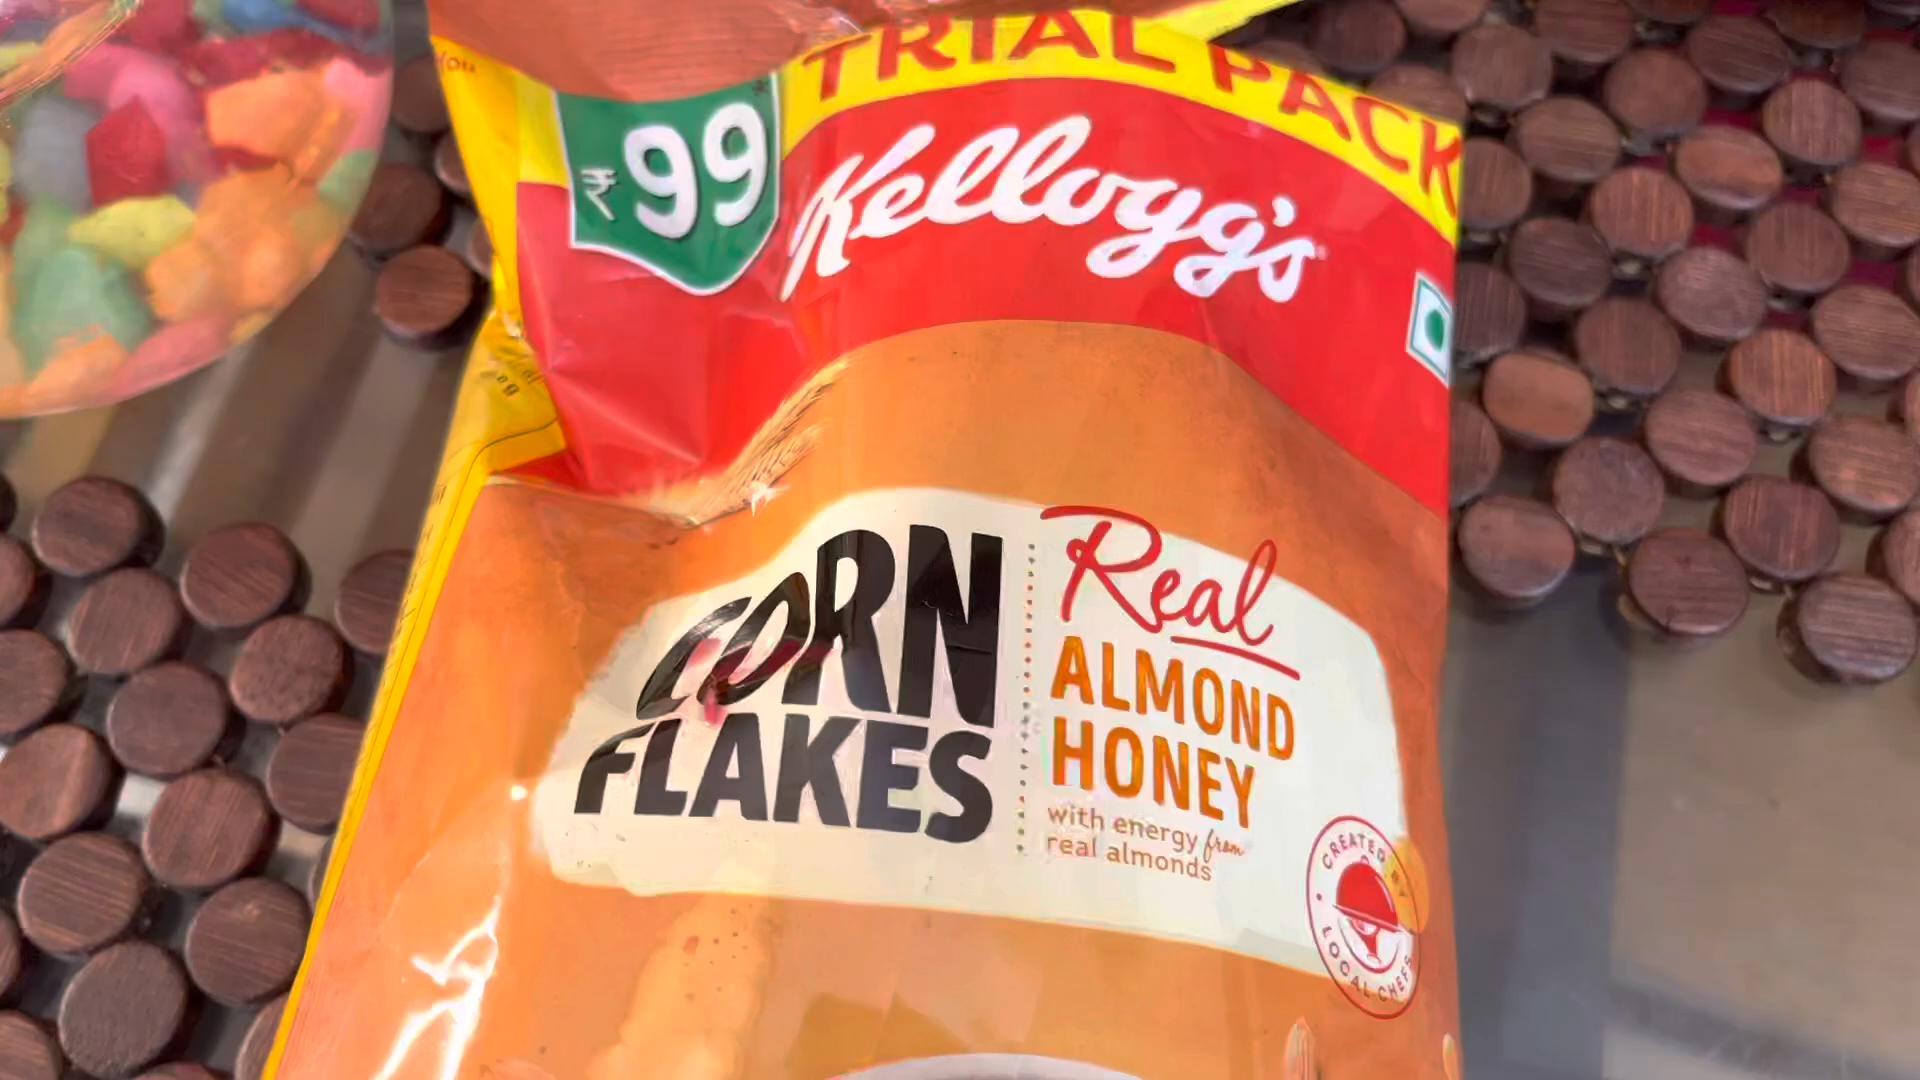 TRIAL PACK
₹99*
Kellogg's
CORN
FLAKES
Real
ALMOND
HONEY
with energy from
real almonds
CREATED BY
LOCAL CHEFS